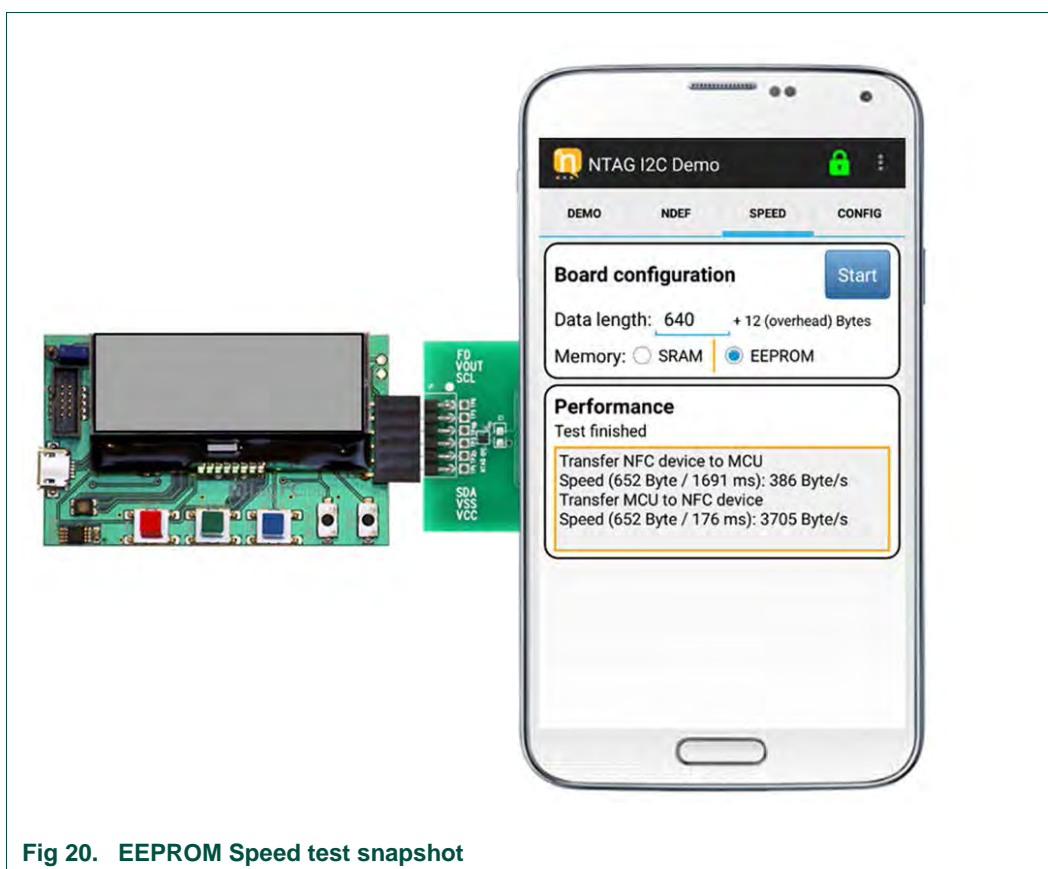 NTAG I2C Demo
DEMO NDEF SPEED CONFIG
Board configuration
Start
Data length: 640 + 12 (overhead) Bytes
Memory: SRAM EEPROM
Performance
Test finished
Transfer NFC device to MCU
Speed (652 Byte / 1691 ms): 386 Byte/s
Transfer MCU to NFC device
Speed (652 Byte / 176 ms): 3705 Byte/s
FD
VOUT
SCL
SDA
VSS
VCC
Fig 20. EEPROM Speed test snapshot